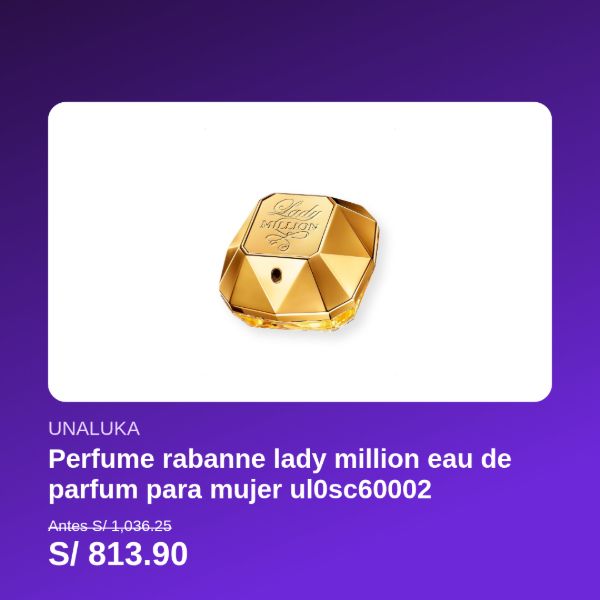 Lady
MILLION
UNALUKA
Perfume rabanne lady million eau de
parfum para mujer ul0sc60002
Antes S/ 1,036.25
S/ 813.90